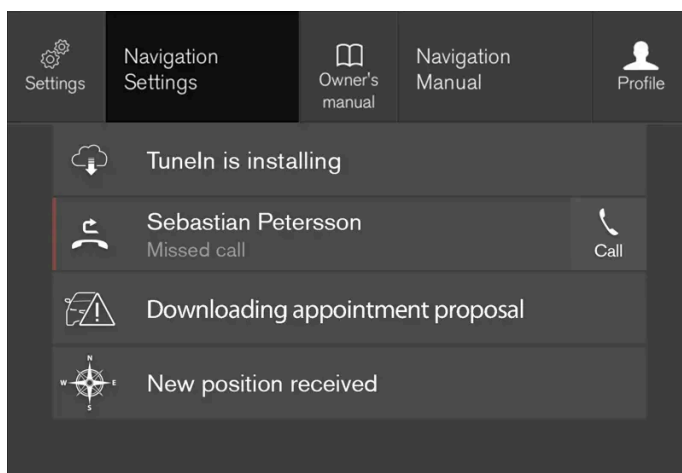 Settings
Navigation
Settings
Owner's
manual
Navigation
Manual
Profile
TuneIn is installing
Sebastian Petersson
Missed call
Call
Downloading appointment proposal
N
W
E
S
New position received